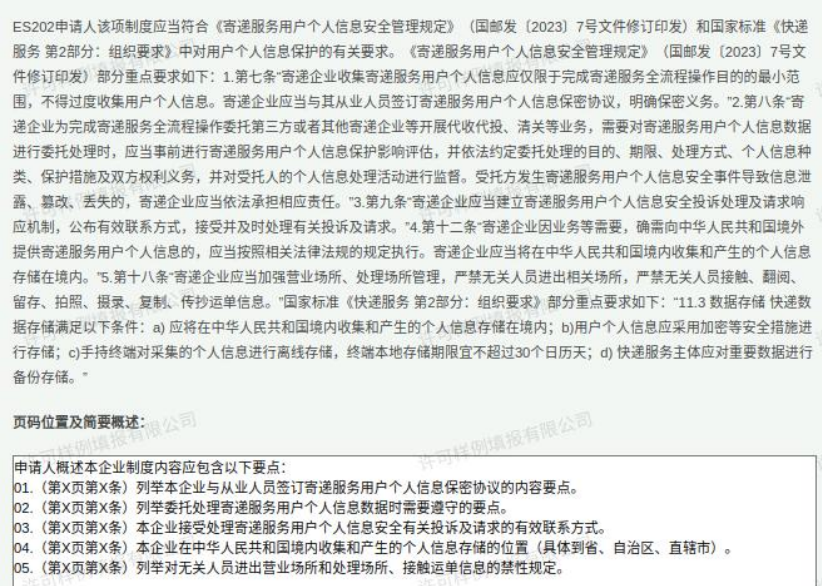 ES202申请人该项制度应当符合《寄递服务用户个人信息安全管理规定》（国邮发〔2023〕7号文件修订印发）和国家标准《快递
服务 第2部分：组织要求》中对用户个人信息保护的有关要求。《寄递服务用户个人信息安全管理规定》（国邮发〔2023〕7号文
件修订印发）部分重点要求如下：1.第七条“寄递企业收集寄递服务用户个人信息应仅限于完成寄递服务全流程操作目的的最小范
围，不得过度收集用户个人信息。寄递企业应当与其从业人员签订寄递服务用户个人信息保密协议，明确保密义务。”2.第八条“寄
递企业为完成寄递服务全流程操作委托第三方或者其他寄递企业等开展代收代投、清关等业务，需要对寄递服务用户个人信息数据
进行委托处理时，应当事前进行寄递服务用户个人信息保护影响评估，并依法约定委托处理的目的、期限、处理方式、个人信息种
类、保护措施及双方权利义务，并对受托人的个人信息处理活动进行监督。受托方发生寄递服务用户个人信息安全事件导致信息泄
露、篡改、丢失的，寄递企业应当依法承担相应责任。”3.第九条“寄递企业应当建立寄递服务用户个人信息安全投诉处理及请求响
应机制，公布有效联系方式，接受并及时处理有关投诉及请求。”4.第十二条“寄递企业因业务等需要，确需向中华人民共和国境外
提供寄递服务用户个人信息的，应当按照相关法律法规的规定执行。寄递企业应当将在中华人民共和国境内收集和产生的个人信息
存储在境内。”5.第十八条“寄递企业应当加强营业场所、处理场所管理，严禁无关人员进出相关场所，严禁无关人员接触、翻阅、
留存、拍照、摄录、复制、传抄运单信息。”国家标准《快递服务 第2部分：组织要求》部分重点要求如下：“11.3 数据存储 快递数
据存储满足以下条件：a) 应将在中华人民共和国境内收集和产生的个人信息存储在境内；b)用户个人信息应采用加密等安全措施进
行存储；c)手持终端对采集的个人信息进行离线存储，终端本地存储期限宜不超过30个日历天；d) 快递服务主体应对重要数据进行
备份存储。”
页码位置及简要概述：
许可样例填报有限公司
许可样例填报有限公司
申请人概述本企业制度内容应包含以下要点：
01.（第X页第X条）列举本企业与从业人员签订寄递服务用户个人信息保密协议的内容要点。
02.（第X页第X条）列举委托处理寄递服务用户个人信息数据时需要遵守的要点。
03.（第X页第X条）本企业接受处理寄递服务用户个人信息安全有关投诉及请求的有效联系方式。
04.（第X页第X条）本企业在中华人民共和国境内收集和产生的个人信息存储的位置（具体到省、自治区、直辖市）。
05.（第X页第X条）列举对无关人员进出营业场所和处理场所、接触运单信息的禁性规定。